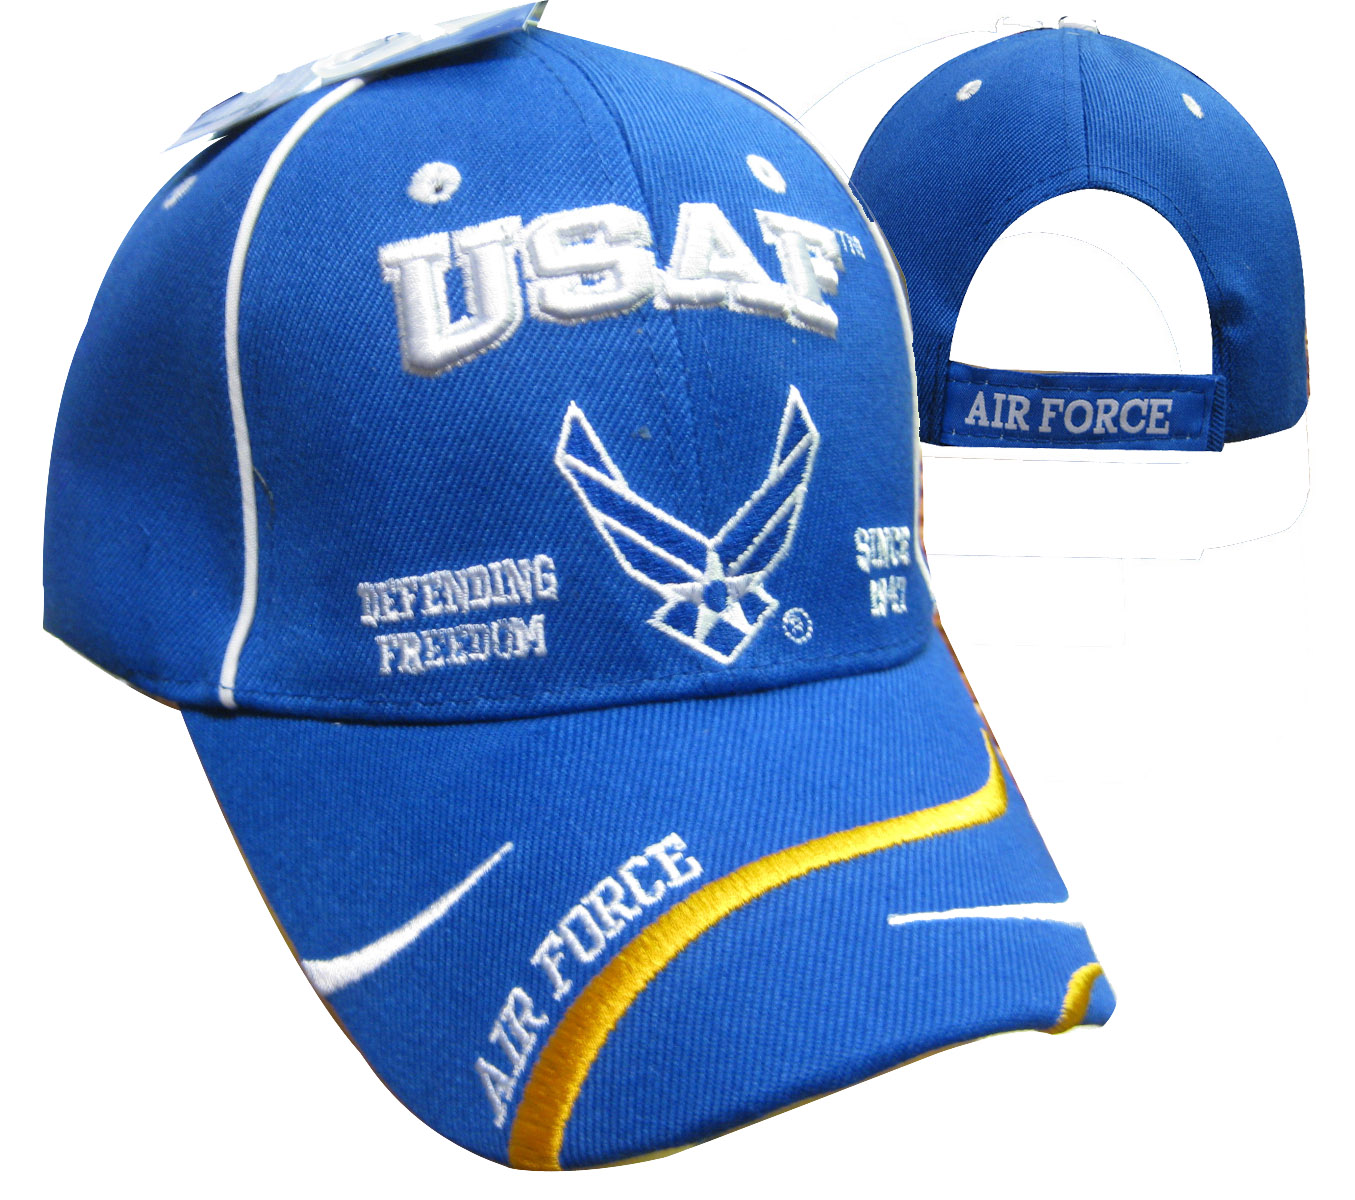 USAF™
DEFENDING
FREEDOM
SINCE
1947
®
AIR FORCE
AIR FORCE